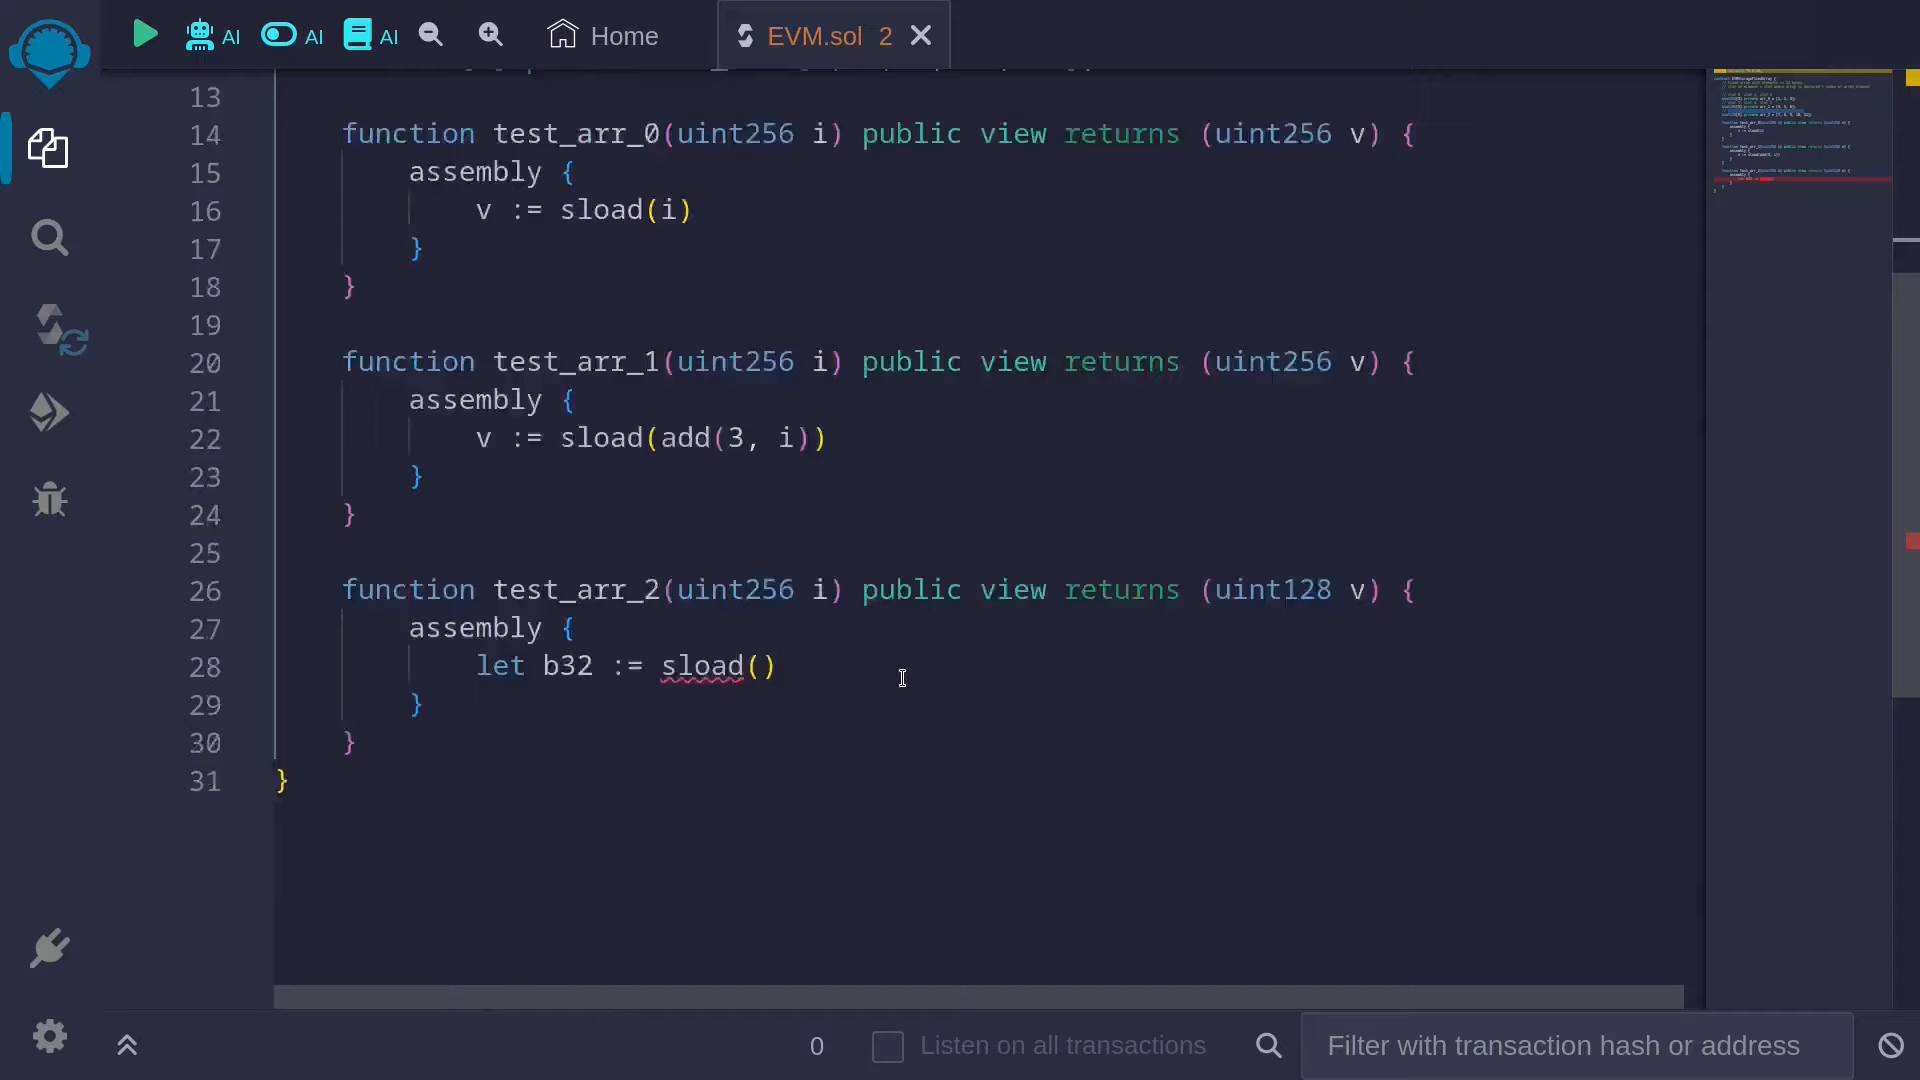 AI AI AI Home EVM.sol 2
13
14 function test_arr_0(uint256 i) public view returns (uint256 v) {
15 assembly {
16 v := sload(i)
17 }
18 }
19
20 function test_arr_1(uint256 i) public view returns (uint256 v) {
21 assembly {
22 v := sload(add(3, i))
23 }
24 }
25
26 function test_arr_2(uint256 i) public view returns (uint128 v) {
27 assembly {
28 let b32 := sload()
29 }
30 }
31 }
0 Listen on all transactions Filter with transaction hash or address